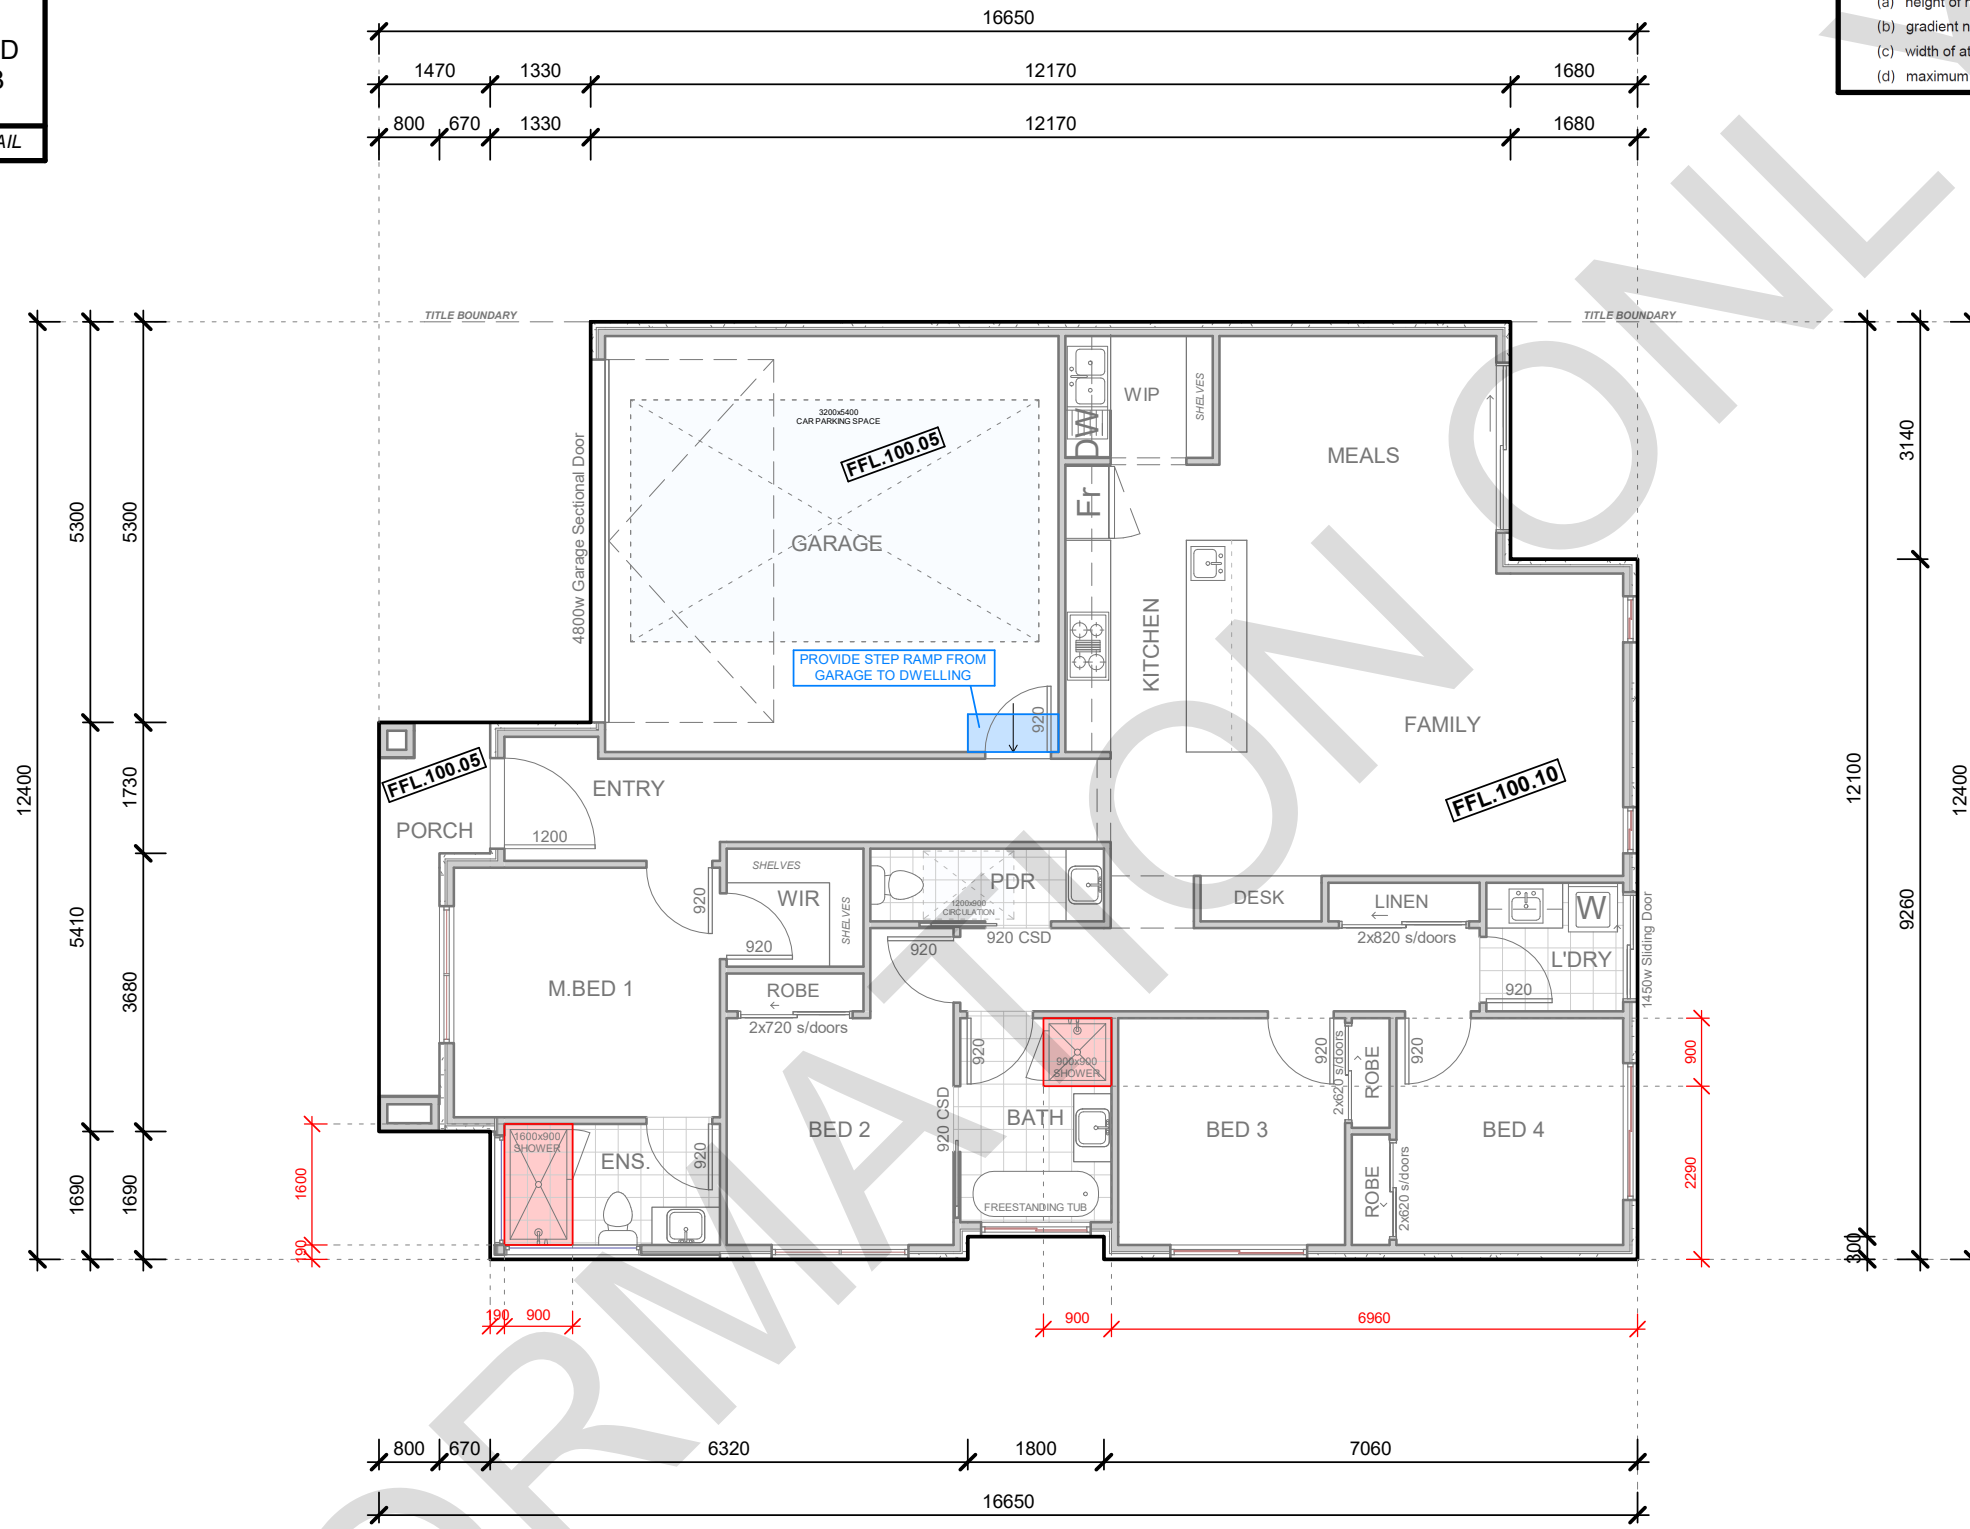 16650
1470 1330 12170 1680
800 670 1330 12170 1680
D
AIL
(b) gradient n
(c) width of at
(d) maximum
TITLE BOUNDARY
TITLE BOUNDARY
12400
5300
5410
1690
5300
1730
3680
1690
4800w Garage Sectional Door
3200x5400
CAR PARKING SPACE
FFL.100.05
GARAGE
PROVIDE STEP RAMP FROM
GARAGE TO DWELLING
920
DW
WIP
SHELVES
Fr
KITCHEN
MEALS
FAMILY
FFL.100.10
FFL.100.05
PORCH
ENTRY
1200
M.BED 1
920
WIR
SHELVES
SHELVES
920
ROBE
2x720 s/doors
PDR
1200x900
CIRCULATION
920 CSD
920
DESK
LINEN
2x820 s/doors
W
L'DRY
920
1450w Sliding Door
1600x900
SHOWER
ENS.
920
BED 2
920 CSD
920
900x900
SHOWER
BATH
FREESTANDING TUB
BED 3
920
2x620 s/doors
ROBE
ROBE
2x620 s/doors
920
BED 4
1600
190
190 900
900 6960
900
2290
12100
300
3140
9260
12400
800 670 6320 1800 7060
16650
ORMATION ONLY